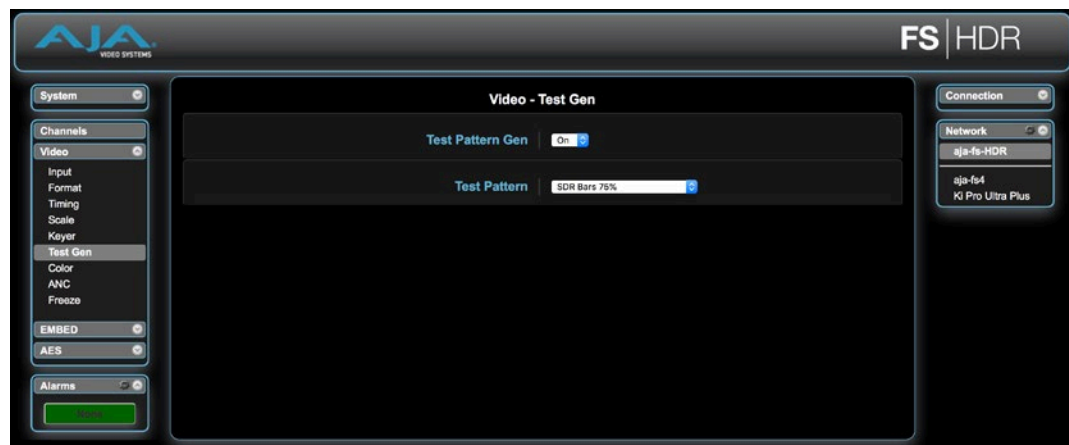 AJA
VIDEO SYSTEMS
FS|HDR
System
Channels
Video
Input
Format
Timing
Scale
Keyer
Test Gen
Color
ANC
Freeze
EMBED
AES
Alarms
None
Video - Test Gen
Test Pattern Gen On
Test Pattern SDR Bars 75%
Connection
Network
aja-fs-HDR
aja-fs4
Ki Pro Ultra Plus